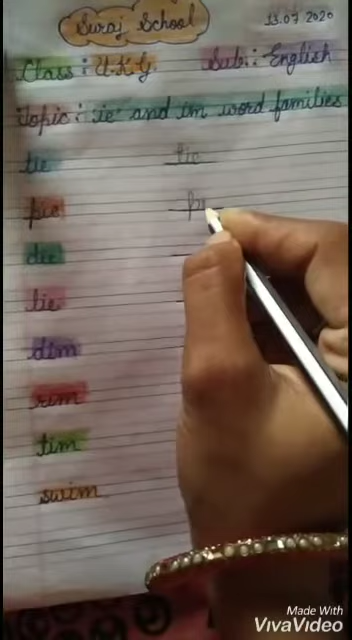 Suraj School
13.07 2020
Class : U.K.G. Sub. : English
Topic : 'ie' and im word families
tie tie
pie pi
die
lie
dim
rim
tim
swim
Made With
VivaVideo